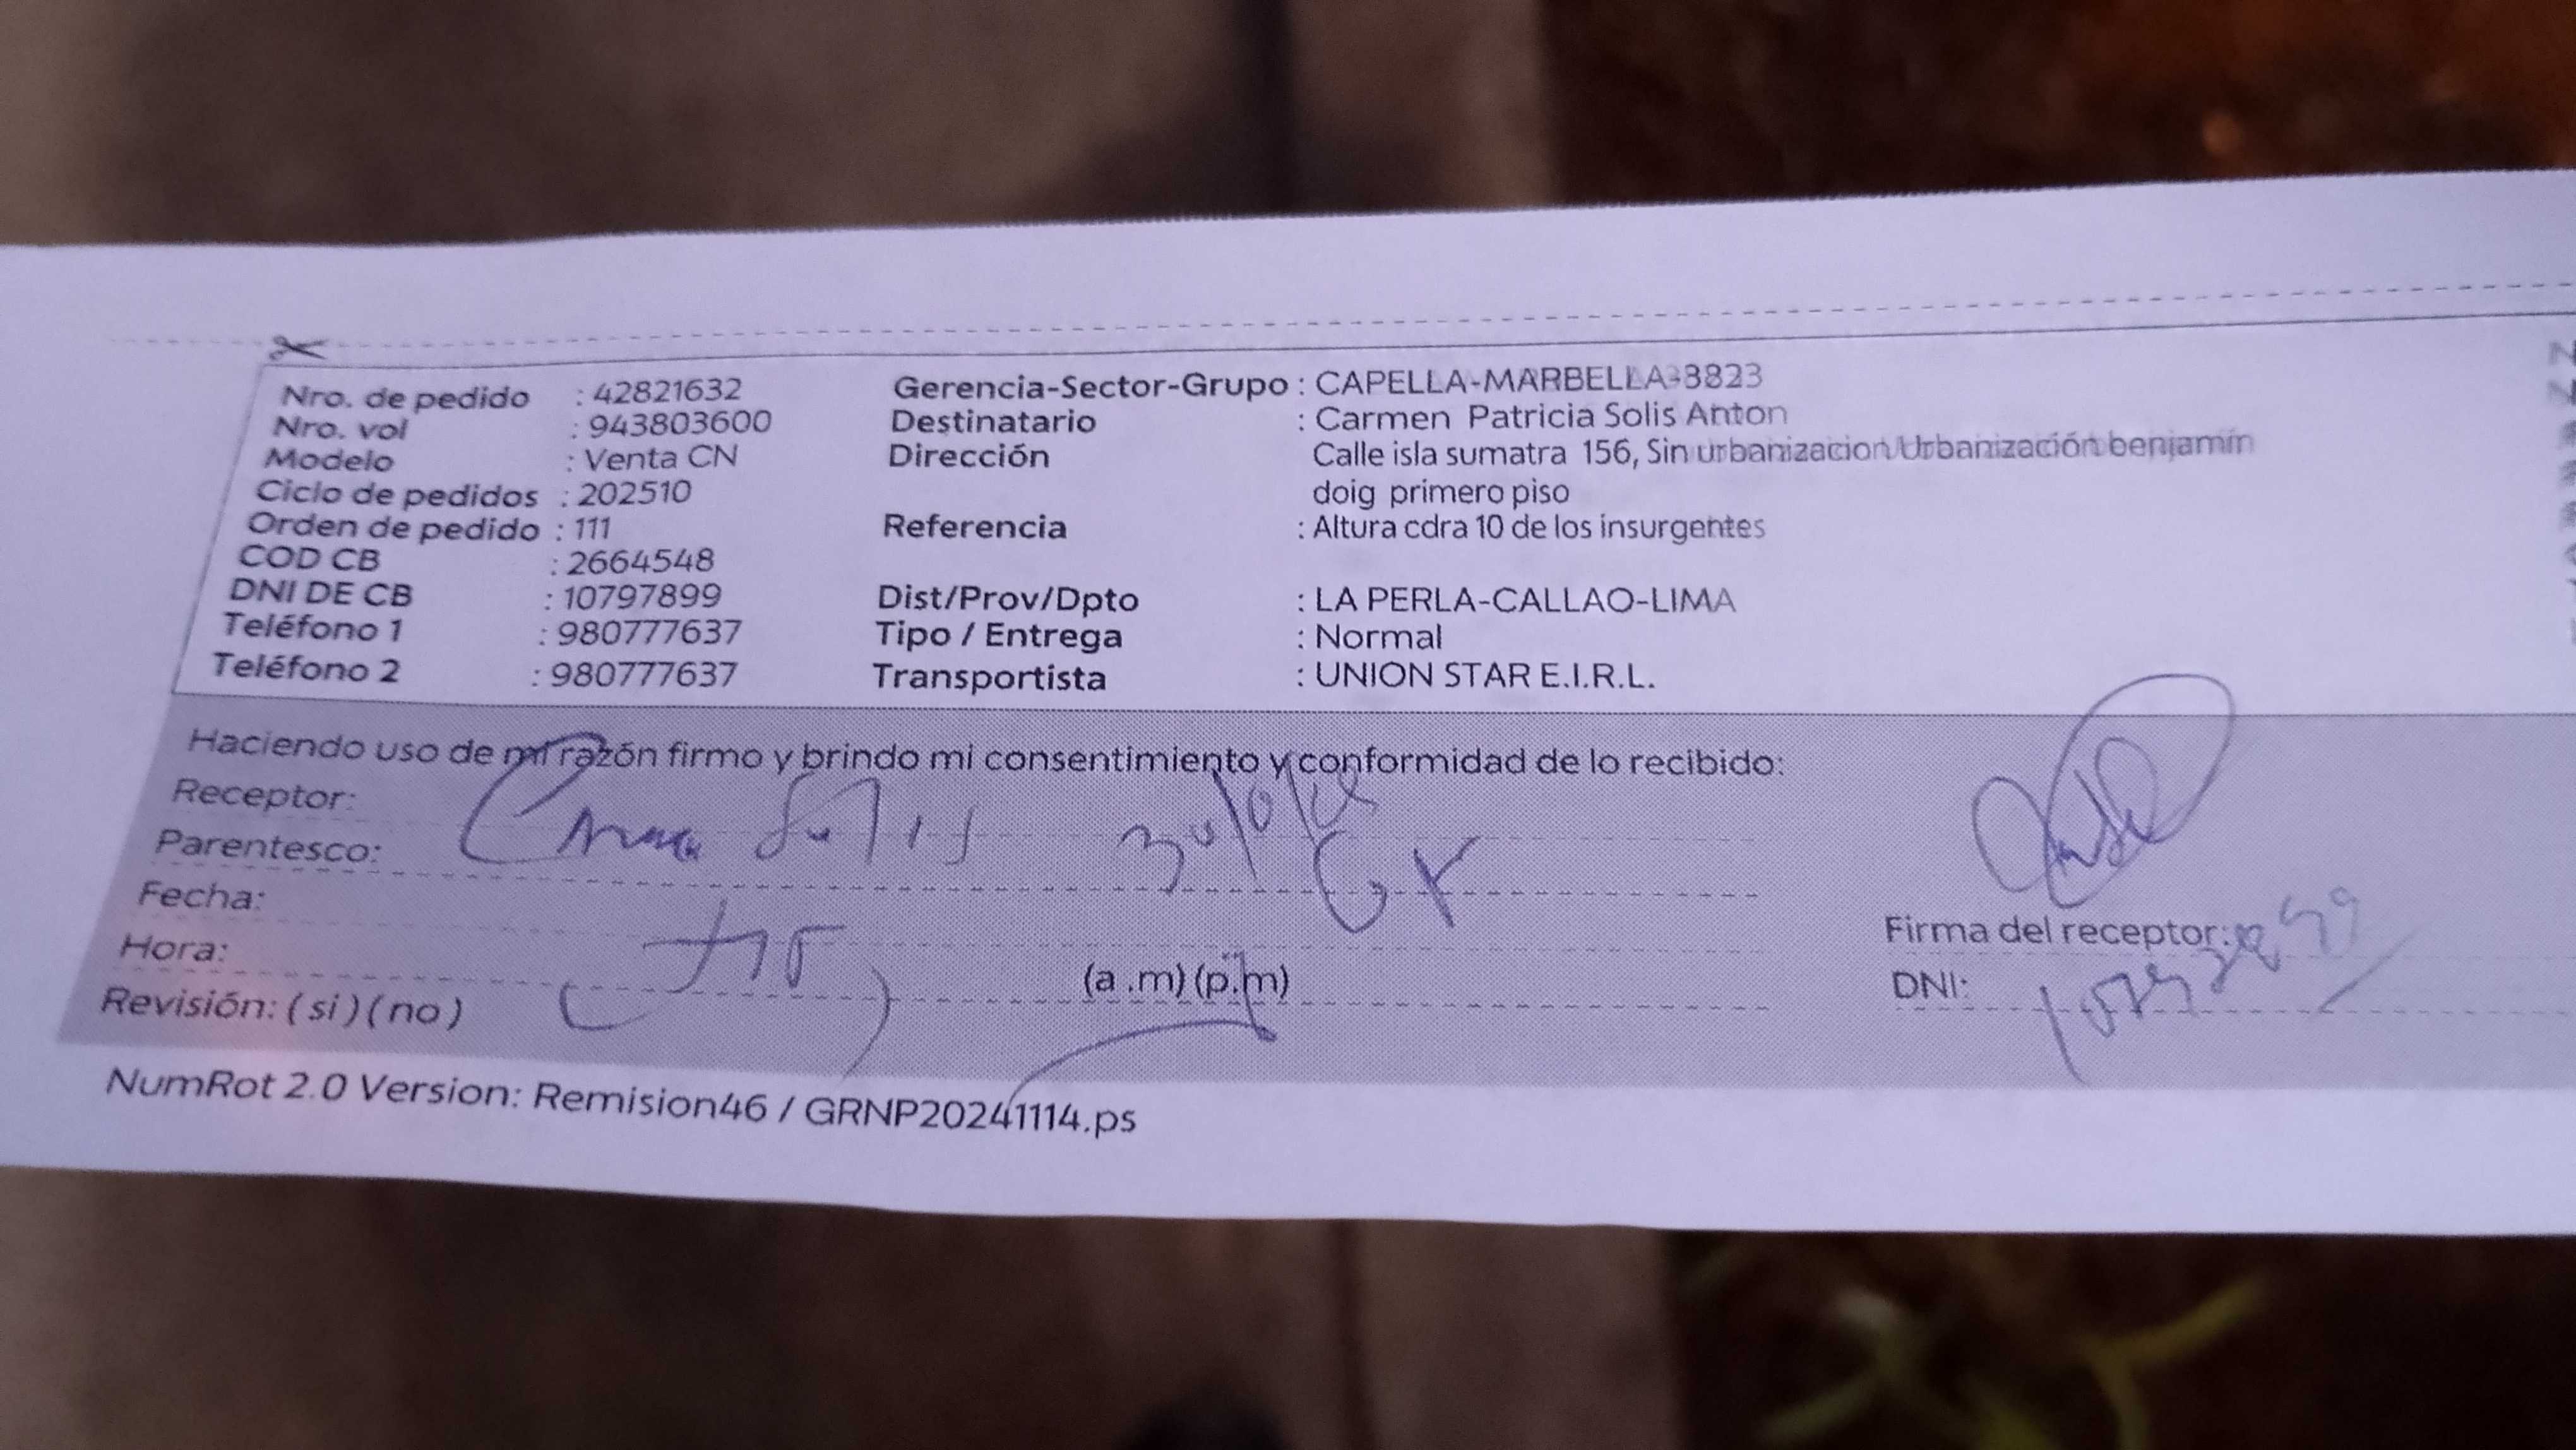 Nro. de pedido : 42821632
Nro. vol : 943803600
Modelo : Venta CN
Ciclo de pedidos : 202510
Orden de pedido : 111
COD CB : 2664548
DNI DE CB : 10797899
Teléfono 1 : 980777637
Teléfono 2 : 980777637
Gerencia-Sector-Grupo : CAPELLA-MARBELLA-3823
Destinatario : Carmen Patricia Solis Anton
Dirección Calle isla sumatra 156, Sin urbanizacion/Urbanización benjamín
doig primero piso
Referencia : Altura cdra 10 de los insurgentes
Dist/Prov/Dpto : LA PERLA-CALLAO-LIMA
Tipo / Entrega : Normal
Transportista : UNION STAR E.I.R.L.
Haciendo uso de mi razón firmo y brindo mi consentimiento y conformidad de lo recibido:
Receptor:
Solis
Parentesco:
Fecha:
Hora: (a .m) (p.m)
Revisión: ( si ) ( no )
Firma del receptor:
DNI:
NumRot 2.0 Version: Remision46 / GRNP20241114.ps